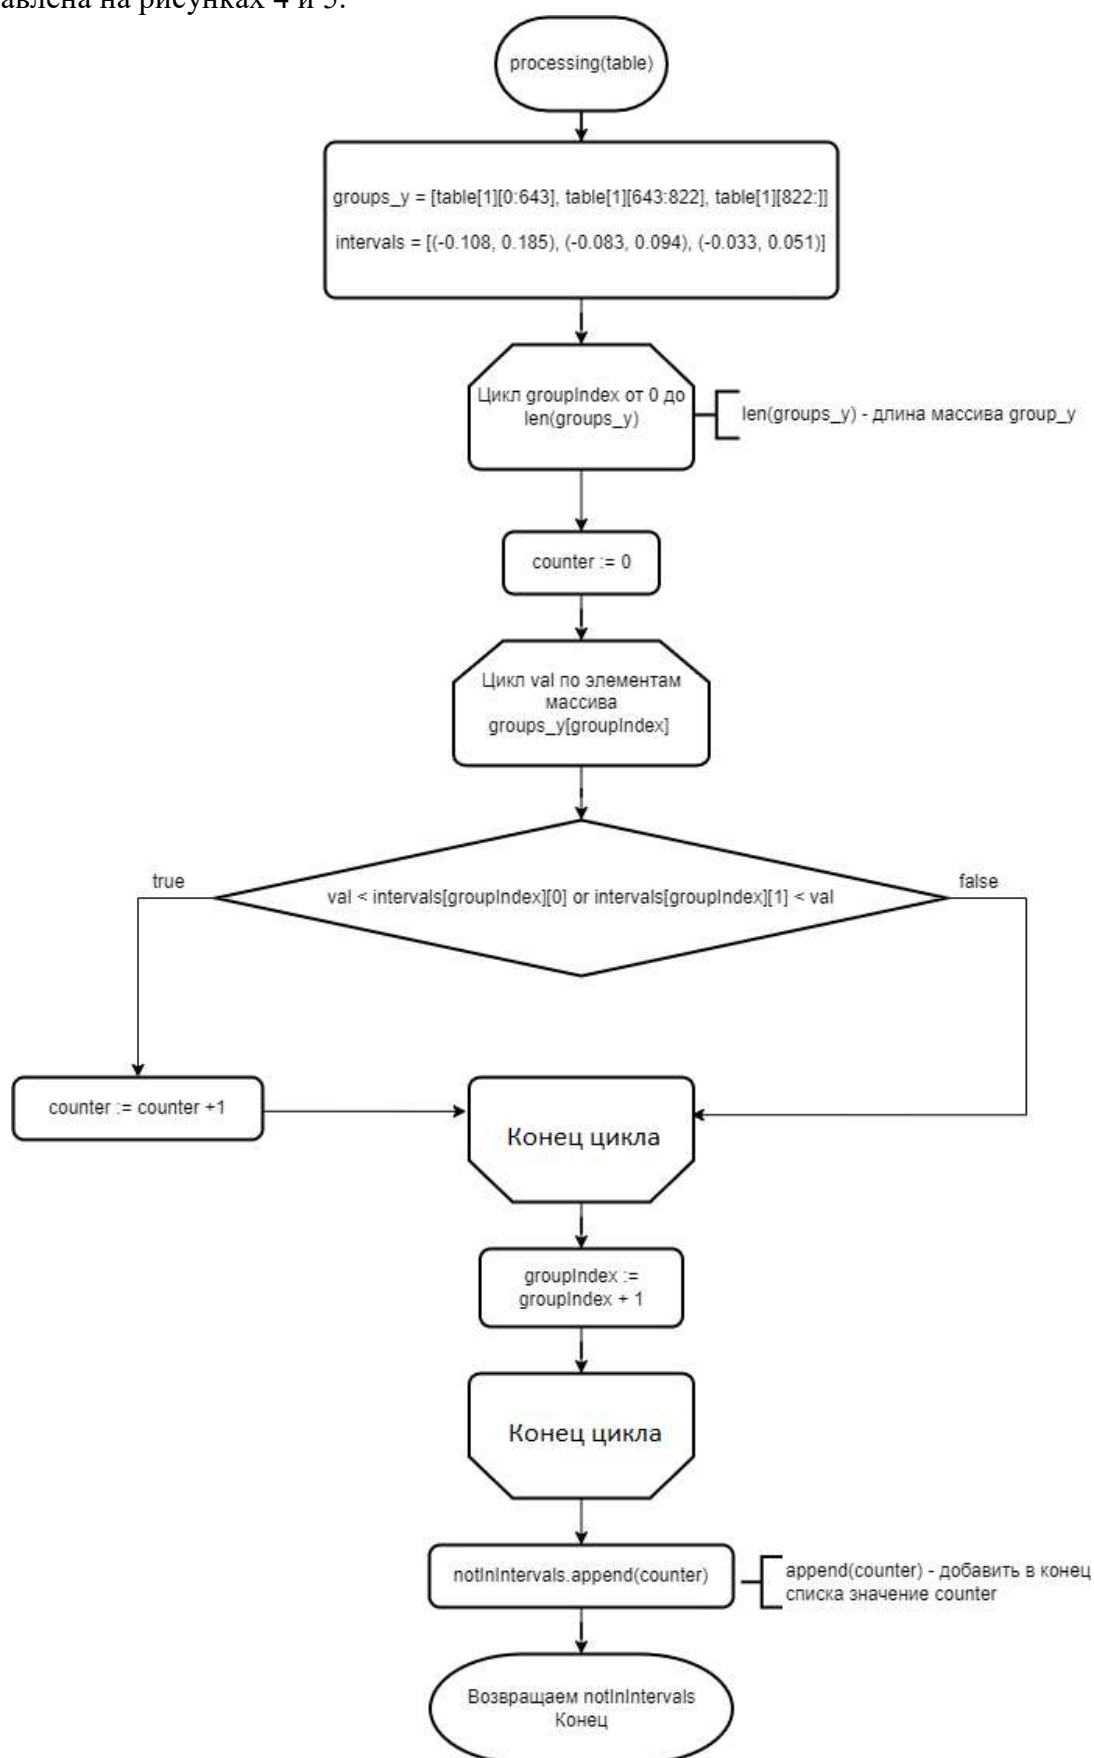 авлена на рисунках 4 и 5.
processing(table)
groups_y = [table[1][0:643], table[1][643:822], table[1][822:]]
intervals = [(-0.108, 0.185), (-0.083, 0.094), (-0.033, 0.051)]
Цикл groupIndex от 0 до
len(groups_y)
len(groups_y) - длина массива group_y
counter := 0
Цикл val по элементам
массива
groups_y[groupIndex]
true
val < intervals[groupIndex][0] or intervals[groupIndex][1] < val
false
counter := counter +1
Конец цикла
groupIndex :=
groupIndex + 1
Конец цикла
notInIntervals.append(counter)
append(counter) - добавить в конец
списка значение counter
Возвращаем notInIntervals
Конец